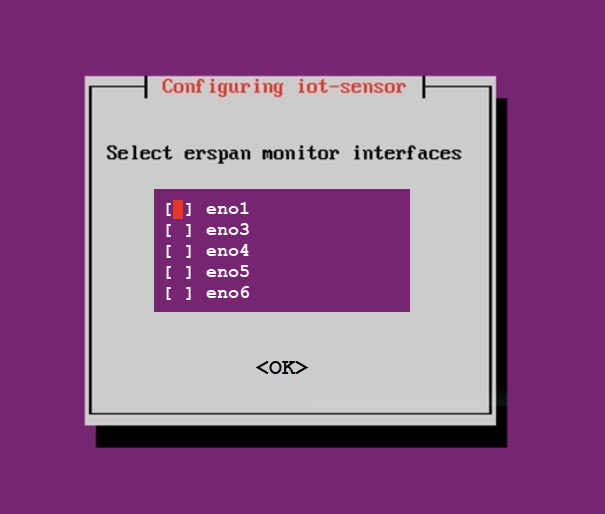 Configuring iot-sensor
Select erspan monitor interfaces
[ ] eno1
[ ] eno3
[ ] eno4
[ ] eno5
[ ] eno6
<OK>